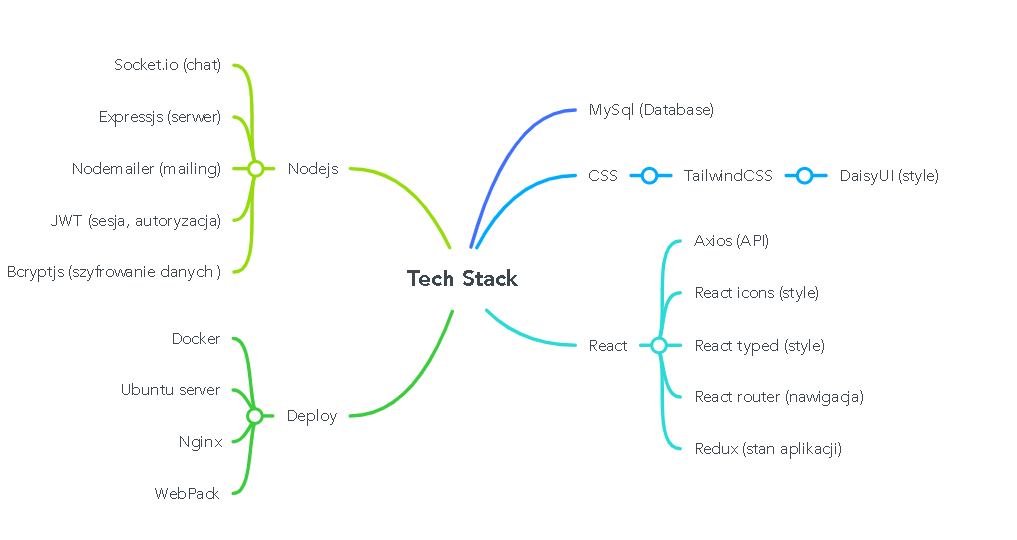 Tech Stack
Nodejs
Socket.io (chat)
Expressjs (serwer)
Nodemailer (mailing)
JWT (sesja, autoryzacja)
Bcryptjs (szyfrowanie danych )
Deploy
Docker
Ubuntu server
Nginx
WebPack
MySql (Database)
CSS
TailwindCSS
DaisyUI (style)
React
Axios (API)
React icons (style)
React typed (style)
React router (nawigacja)
Redux (stan aplikacji)